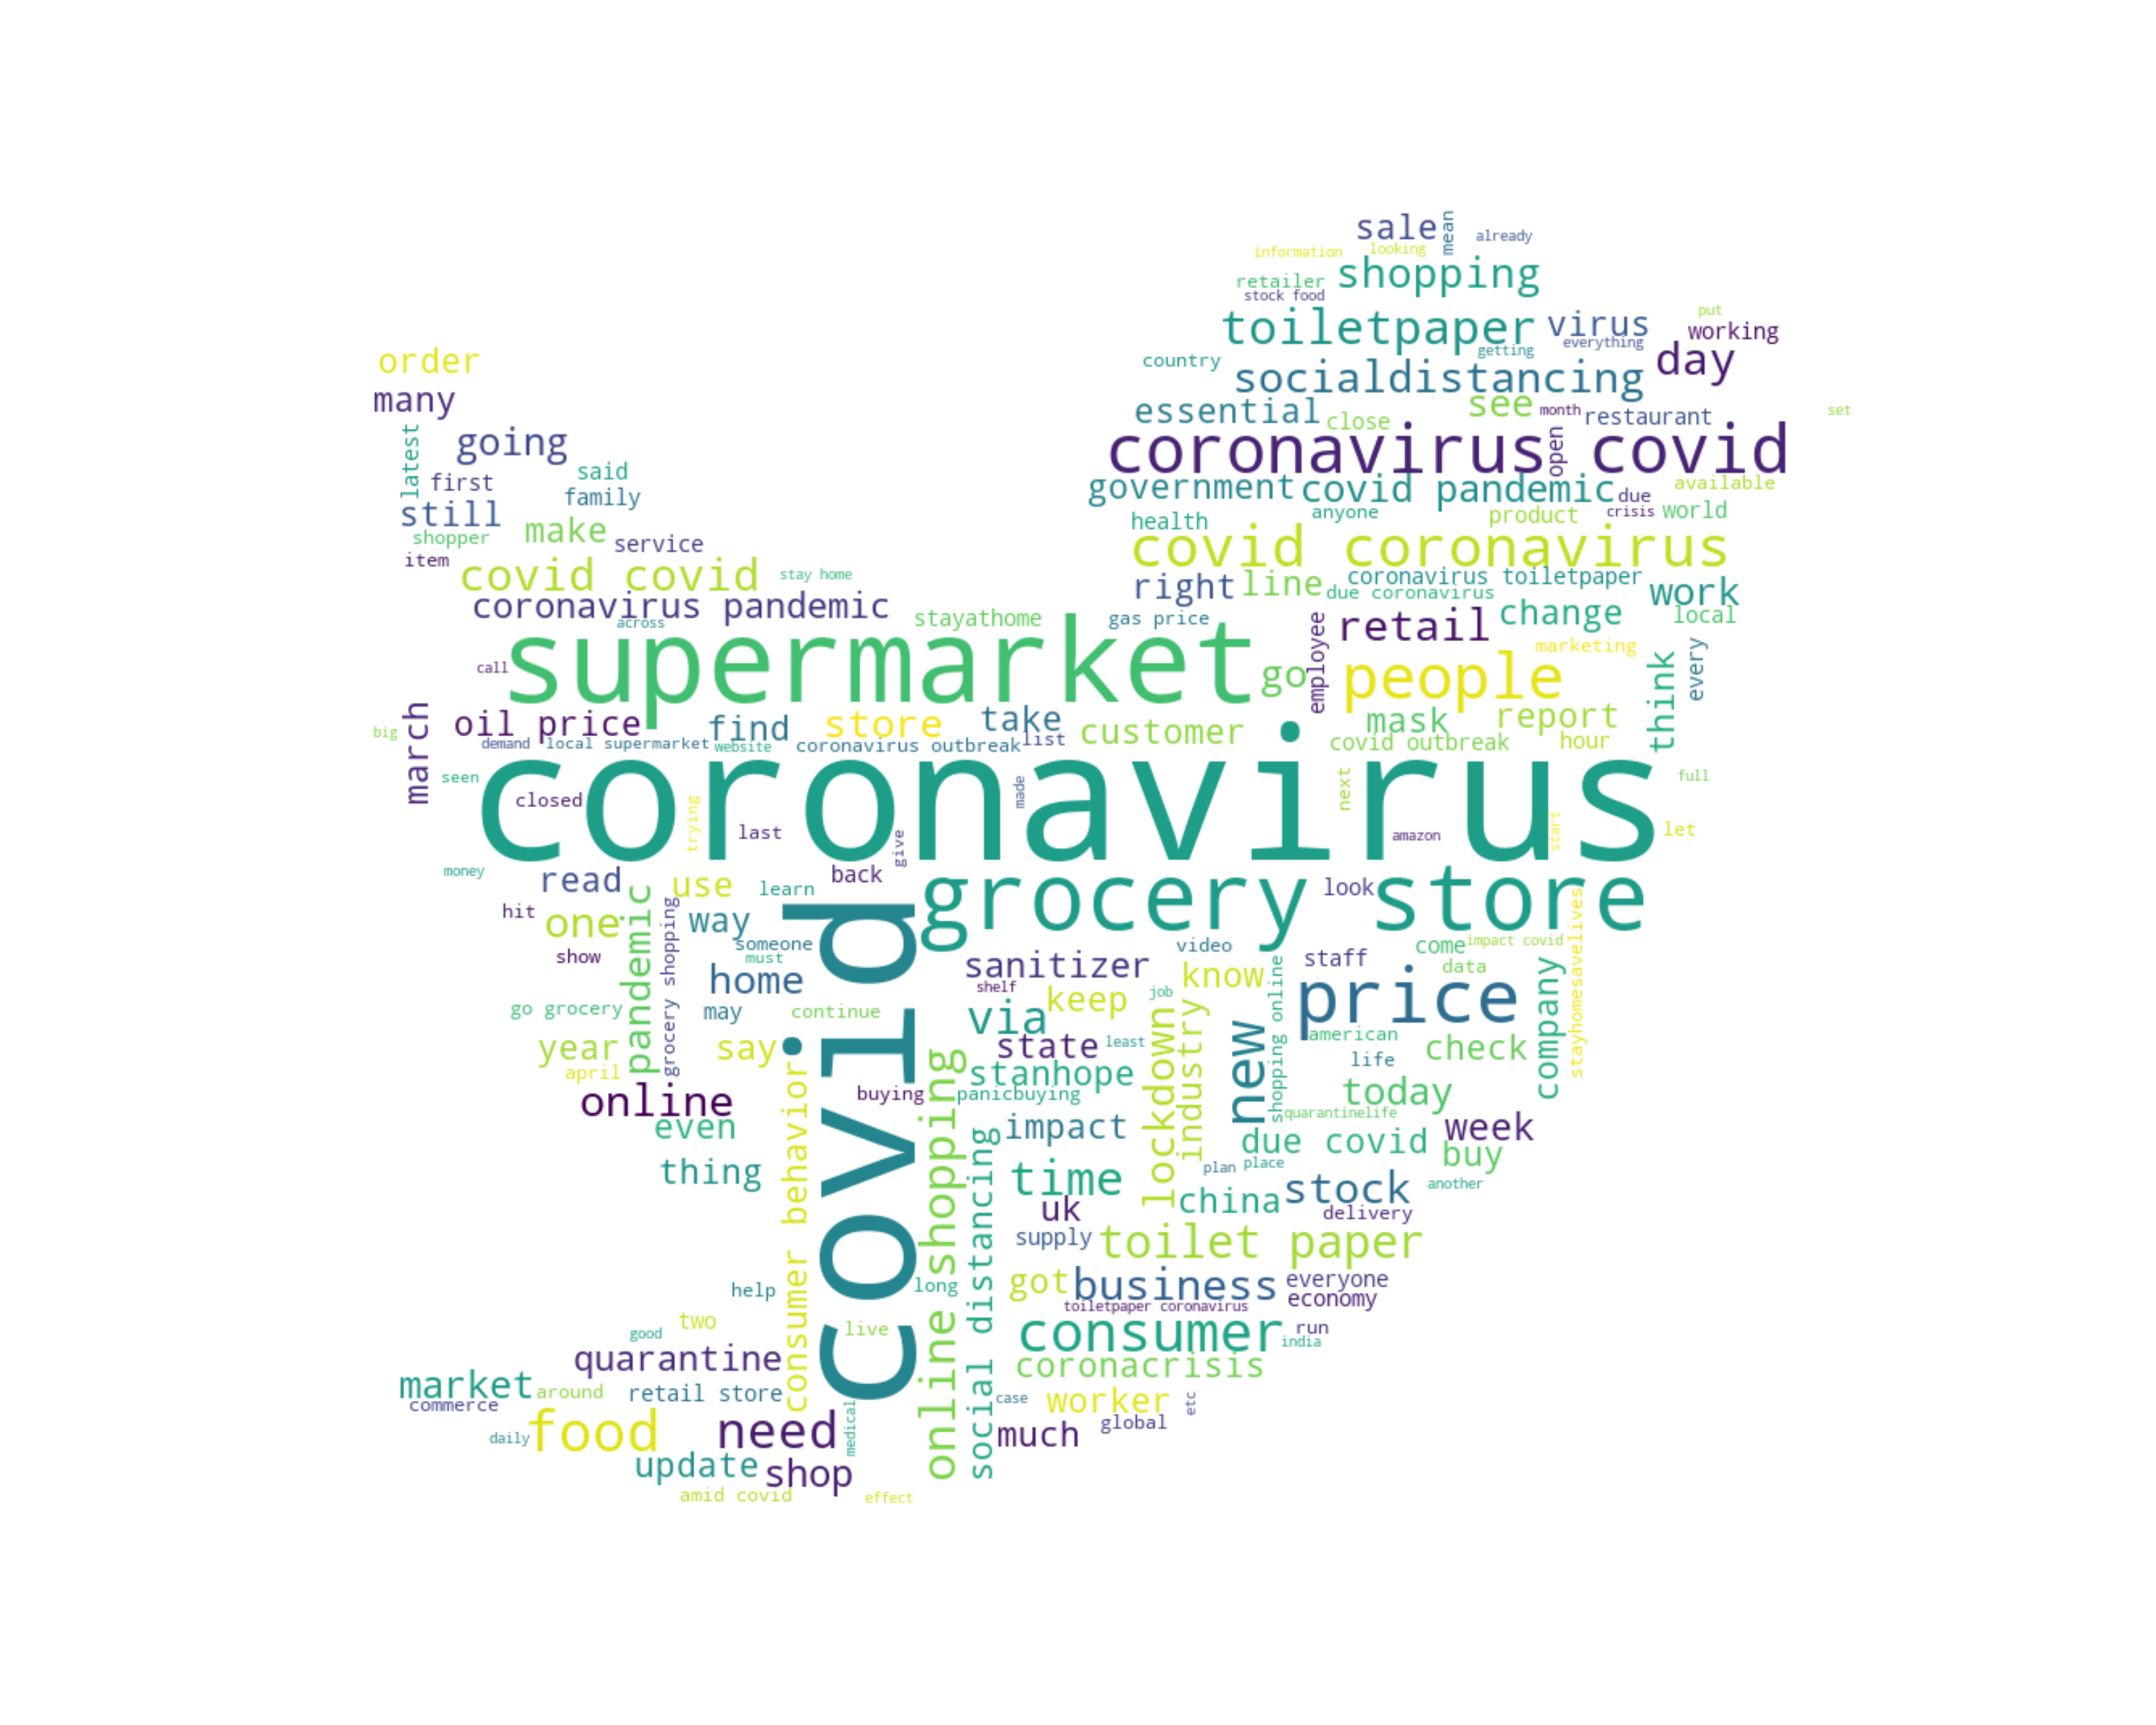 sale
mean
already
information
looking
shopping
retailer
stock food
toiletpaper
virus
put
working
everything
getting
day
order
country
socialdistancing
many
essential
close
see
month
restaurant
set
going
latest
coronavirus
open
covid
said
first
family
government
covid pandemic
due
available
still
health
anyone
product
crisis
world
shopper
make
service
item
covid coronavirus
covid covid
stay home
right
line
coronavirus toiletpaper
due coronavirus
work
coronavirus pandemic
across
stayathome
gas price
employee
retail
change
local
supermarket
call
go
people
marketing
think
every
march
oil price
find
store
take
customer
mask
report
big
demand
local supermarket
website
coronavirus outbreak
list
covid outbreak
hour
seen
coronavirus
closed
made
next
full
trying
last
give
amazon
start
let
money
read
use
learn
back
grocery store
look
hit
one
pandemic
grocery shopping
way
someone
covid
video
come
impact covid
stayhomesavelives
show
must
home
sanitizer
know
staff
data
shelf
keep
job
price
company
go grocery
may
continue
via
lockdown
industry
new
shopping online
american
year
say
state
least
life
check
april
stanhope
today
online
buying
panicbuying
quarantinelife
even
consumer behavior
online shopping
social distancing
impact
due covid
week
buy
thing
time
plan
place
another
uk
china
stock
delivery
supply
toilet paper
help
long
got
business
everyone
economy
toiletpaper coronavirus
two
good
live
consumer
run
india
quarantine
coronacrisis
market
around
retail store
commerce
case
worker
etc
daily
food
need
medical
much
global
update
shop
amid covid
effect